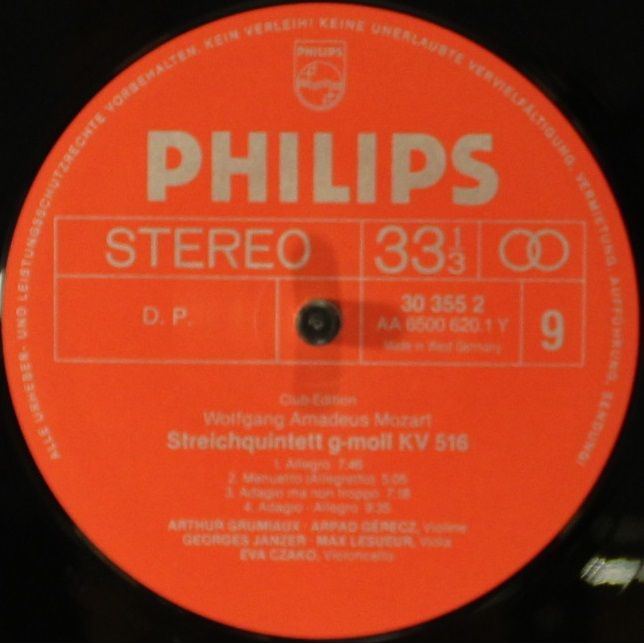 ALLE URHEBER- UND LEISTUNGSSCHUTZRECHTE VORBEHALTEN. KEIN VERLEIH! KEINE UNERLAUBTE VERVIELFÄLTIGUNG, VERMIETUNG, AUFFÜHRUNG, SENDUNG!
PHILIPS
PHILIPS
STEREO 33 1/3
D. P.
30 355 2
AA 6500 620.1 Y
Made in West Germany
9
Club-Edition
Wolfgang Amadeus Mozart
Streichquintett g-moll KV 516
1. Allegro 7:46
2. Menuetto (Allegretto) 5:05
3. Adagio ma non troppo 7:18
4. Adagio · Allegro 9:35
ARTHUR GRUMIAUX · ARPAD GÉRECZ, Violine
GEORGES JANZER · MAX LESUEUR, Viola
EVA CZAKO, Violoncello